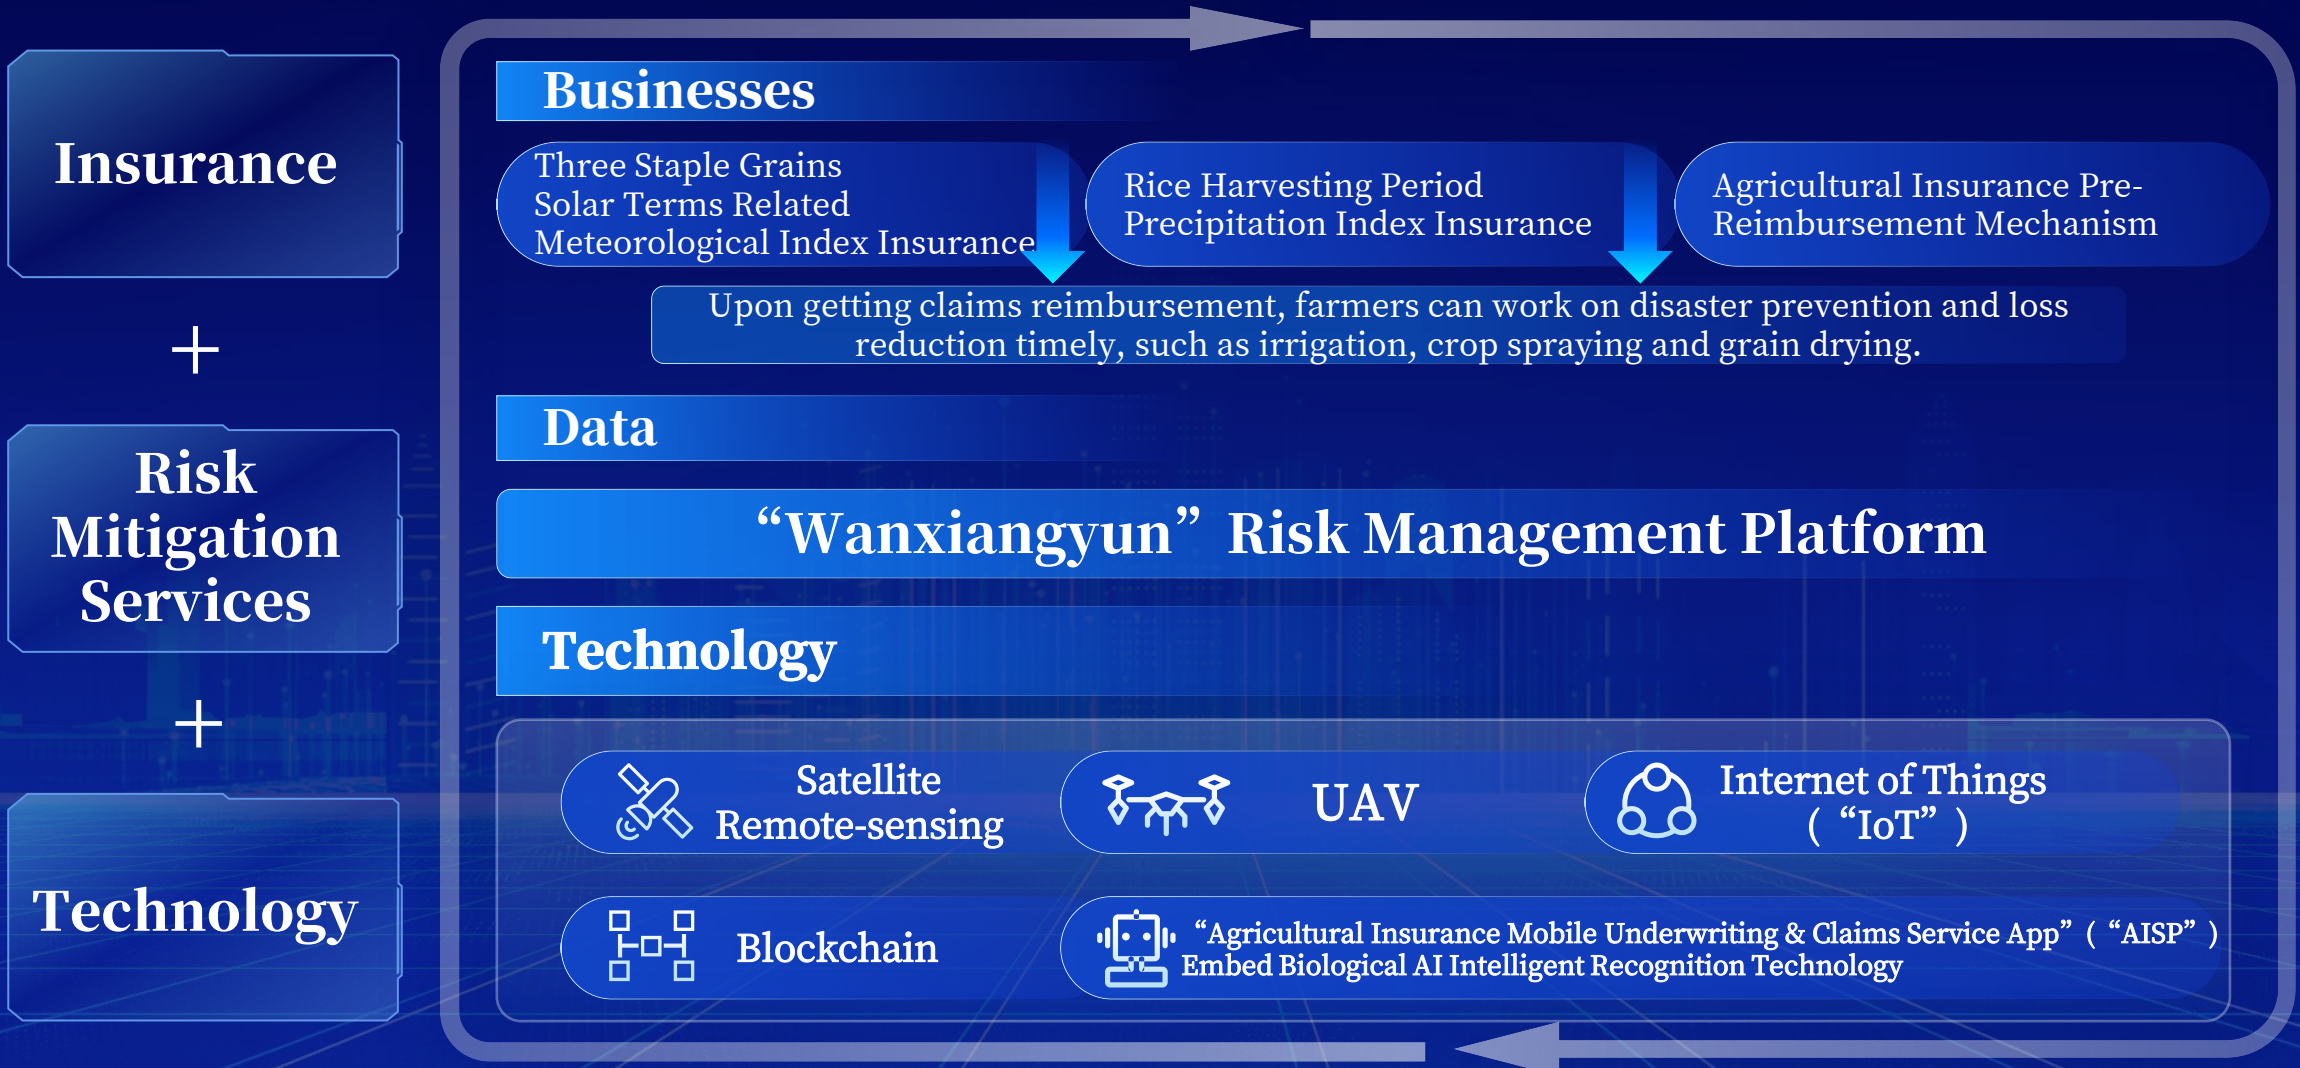 Insurance
+
Risk
Mitigation
Services
+
Technology
Businesses
Three Staple Grains
Solar Terms Related
Meteorological Index Insurance
Rice Harvesting Period
Precipitation Index Insurance
Agricultural Insurance Pre-
Reimbursement Mechanism
Upon getting claims reimbursement, farmers can work on disaster prevention and loss
reduction timely, such as irrigation, crop spraying and grain drying.
Data
“Wanxiangyun” Risk Management Platform
Technology
Satellite
Remote-sensing
UAV
Internet of Things
(“IoT”)
Blockchain
“Agricultural Insurance Mobile Underwriting & Claims Service App”(“AISP”)
Embed Biological AI Intelligent Recognition Technology